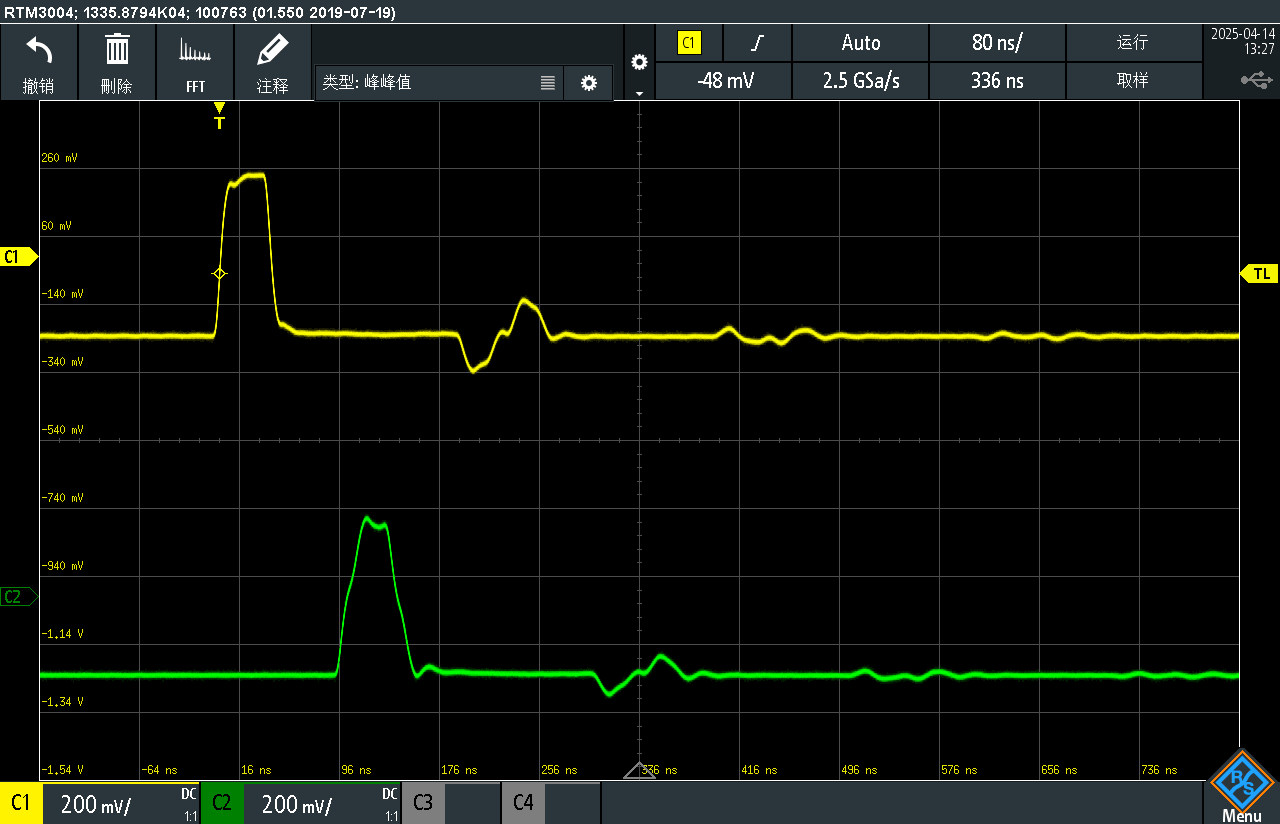 RTM3004; 1335.8794K04; 100763 (01.550 2019-07-19)
撤销
删除
FFT
注释
类型: 峰峰值
C1
Auto
80 ns/
运行
2025-04-14
13:27
-48 mV
2.5 GSa/s
336 ns
取样
T
260 mV
60 mV
C1
TL
-140 mV
-340 mV
-540 mV
-740 mV
-940 mV
C2
-1.14 V
-1.34 V
-1.54 V
-64 ns
16 ns
96 ns
176 ns
256 ns
336 ns
416 ns
496 ns
576 ns
656 ns
736 ns
C1
200 mV/
DC
1:1
C2
200 mV/
DC
1:1
C3
C4
R
S
Menu